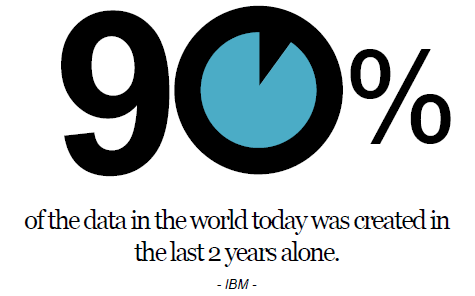 90%
of the data in the world today was created in
the last 2 years alone.
- IBM -